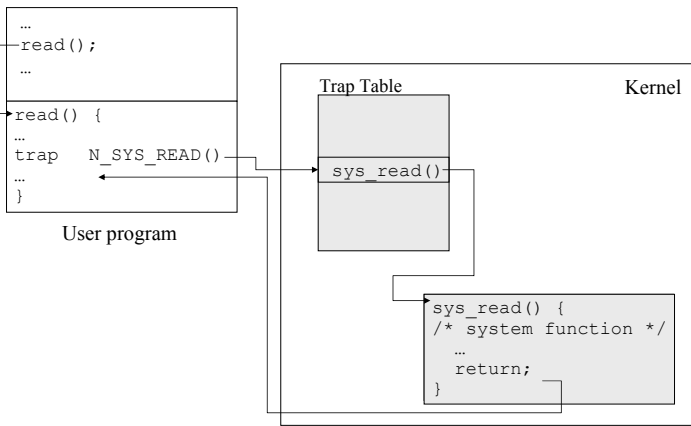 …
read();
…
read() {
…
trap N_SYS_READ()
…
}
User program
Trap Table
Kernel
sys_read()
sys_read() {
/* system function */
…
return;
}